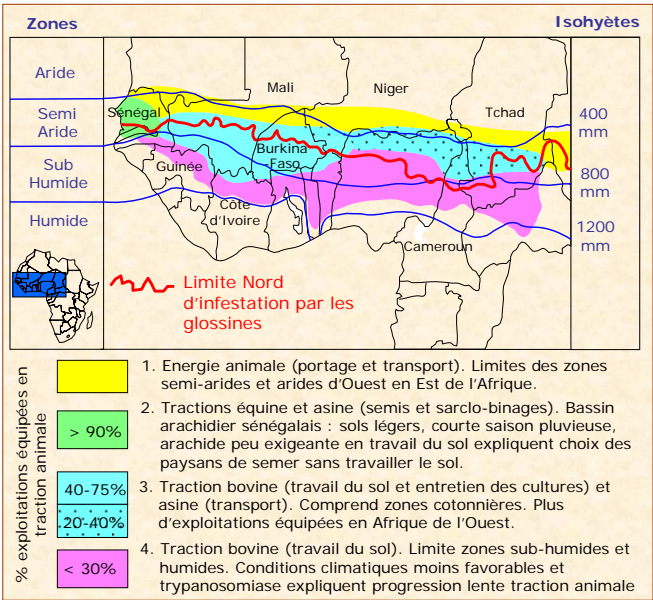 Zones
Isohyètes
Aride
Mali
Niger
Sénégal
Tchad
Semi
Aride
400
mm
Burkina
Faso
Sub
Humide
Guinée
800
mm
Humide
Côte
d'Ivoire
1200
mm
Cameroun
Limite Nord
d'infestation par les
glossines
% exploitations équipées en
traction animale
1. Energie animale (portage et transport). Limites des zones
semi-arides et arides d'Ouest en Est de l'Afrique.
> 90%
2. Tractions équine et asine (semis et sarclo-binages). Bassin
arachidier sénégalais : sols légers, courte saison pluvieuse,
arachide peu exigeante en travail du sol expliquent choix des
paysans de semer sans travailler le sol.
40-75%
20-40%
3. Traction bovine (travail du sol et entretien des cultures) et
asine (transport). Comprend zones cotonnières. Plus
d'exploitations équipées en Afrique de l'Ouest.
< 30%
4. Traction bovine (travail du sol). Limite zones sub-humides et
humides. Conditions climatiques moins favorables et
trypanosomiase expliquent progression lente traction animale